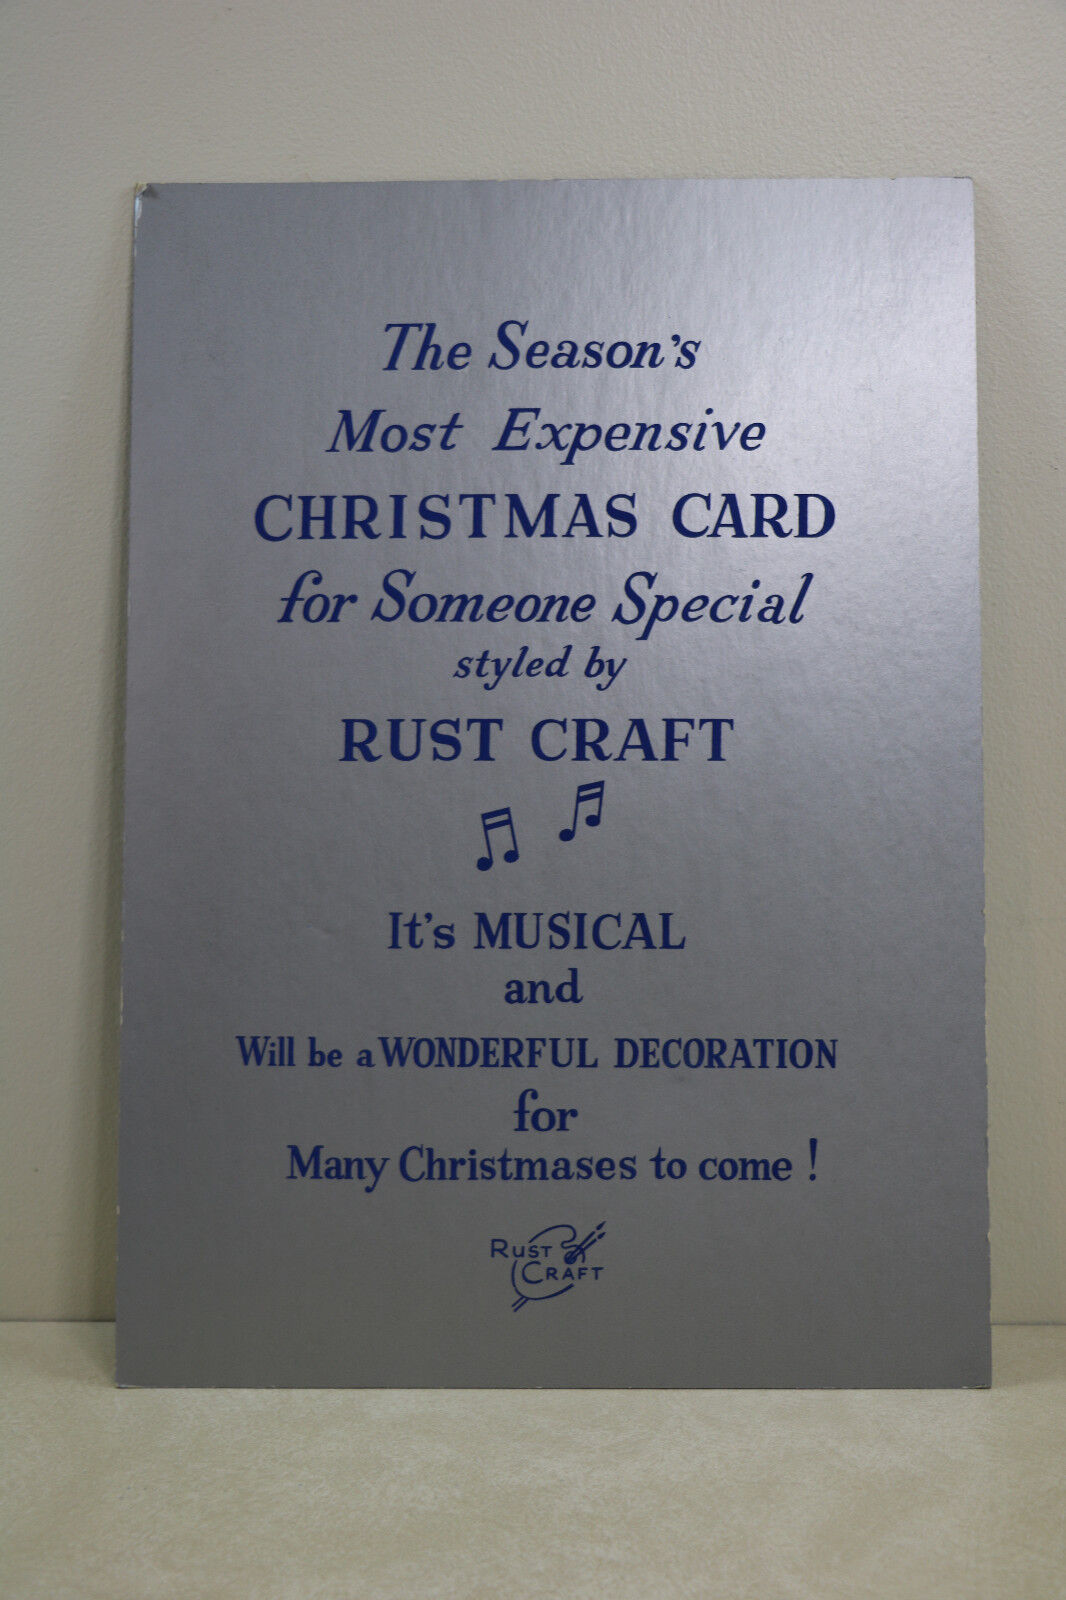 The Season's
Most Expensive
CHRISTMAS CARD
for Someone Special
styled by
RUST CRAFT
It's MUSICAL
and
Will be a WONDERFUL DECORATION
for
Many Christmases to come !
RUST
CRAFT